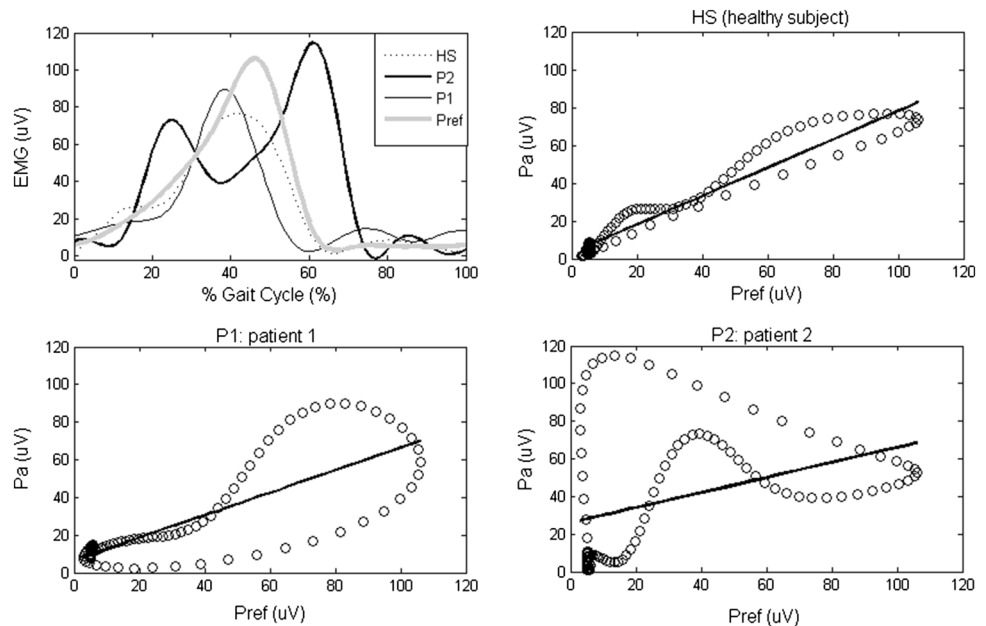 HS (healthy subject)
120
100
80
60
40
20
0
EMG (uV)
HS
P2
P1
Pref
0 20 40 60 80 100
% Gait Cycle (%)
120
100
80
60
40
20
0
Pa (uV)
0 20 40 60 80 100 120
Pref (uV)
P1: patient 1
120
100
80
60
40
20
0
Pa (uV)
0 20 40 60 80 100 120
Pref (uV)
P2: patient 2
120
100
80
60
40
20
0
Pa (uV)
0 20 40 60 80 100 120
Pref (uV)